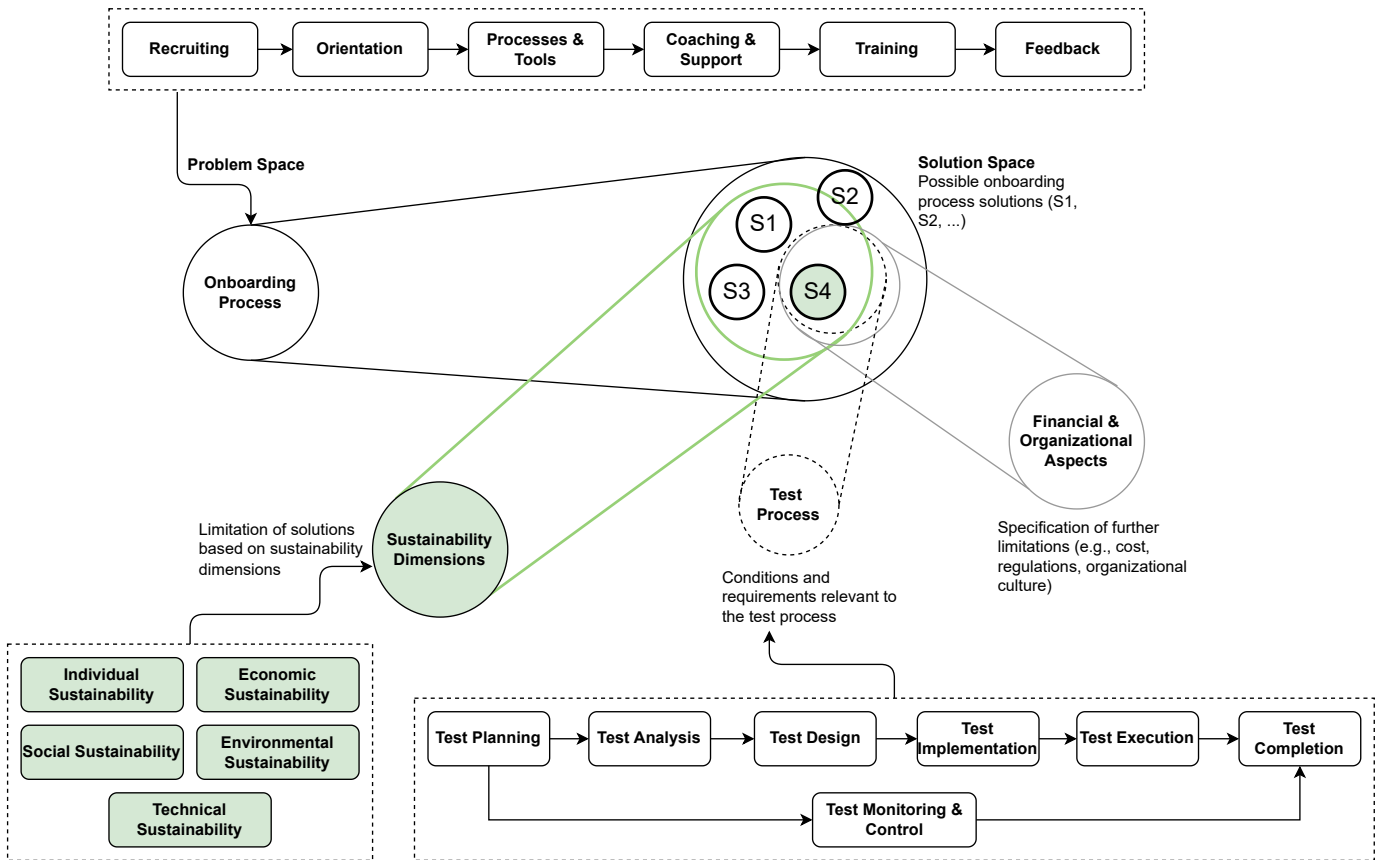 Recruiting
Orientation
Processes &
Tools
Coaching &
Support
Training
Feedback
Problem Space
Solution Space
Possible onboarding
process solutions (S1,
S2, ...)
S2
S1
S3
S4
Onboarding
Process
Financial &
Organizational
Aspects
Test
Process
Sustainability
Dimensions
Limitation of solutions
based on sustainability
dimensions
Specification of further
limitations (e.g., cost,
regulations, organizational
culture)
Conditions and
requirements relevant to
the test process
Individual
Sustainability
Economic
Sustainability
Social Sustainability
Environmental
Sustainability
Technical
Sustainability
Test Planning
Test Analysis
Test Design
Test
Implementation
Test Execution
Test
Completion
Test Monitoring &
Control